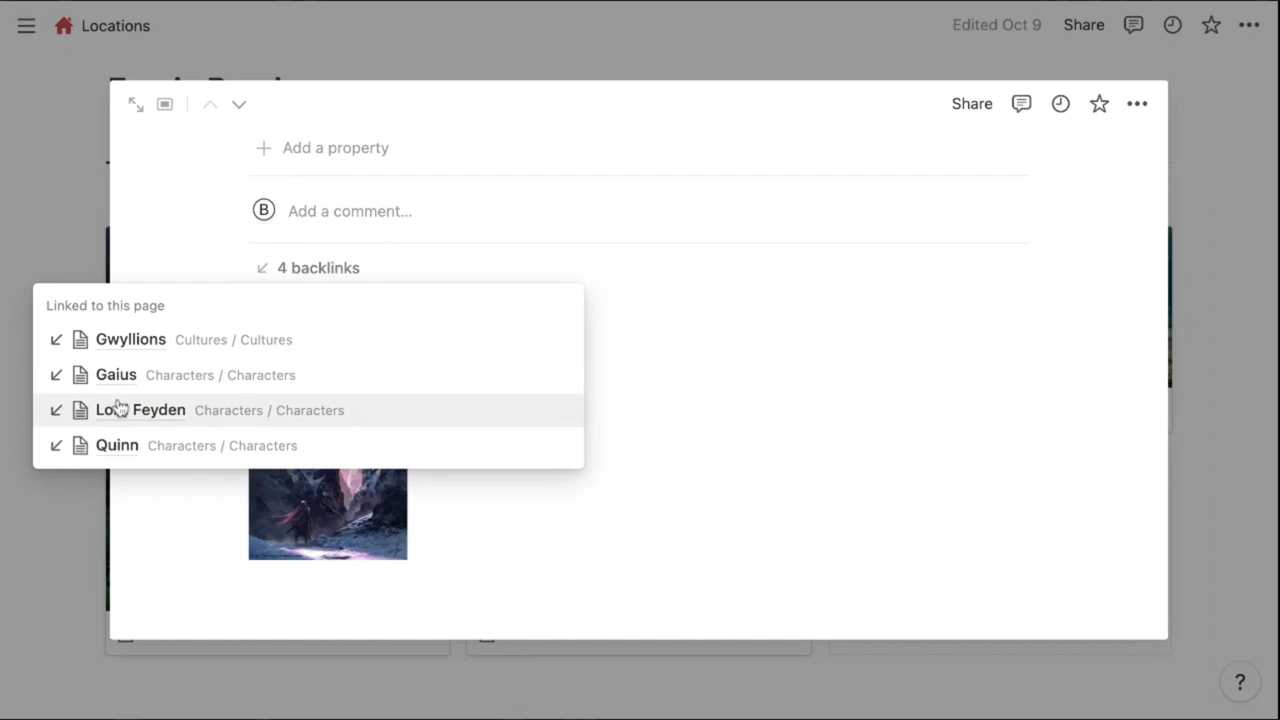 Locations
Edited Oct 9 Share
Share
Add a property
B Add a comment...
4 backlinks
Linked to this page
Gwyllions Cultures / Cultures
Gaius Characters / Characters
Feyden Characters / Characters
Quinn Characters / Characters
?